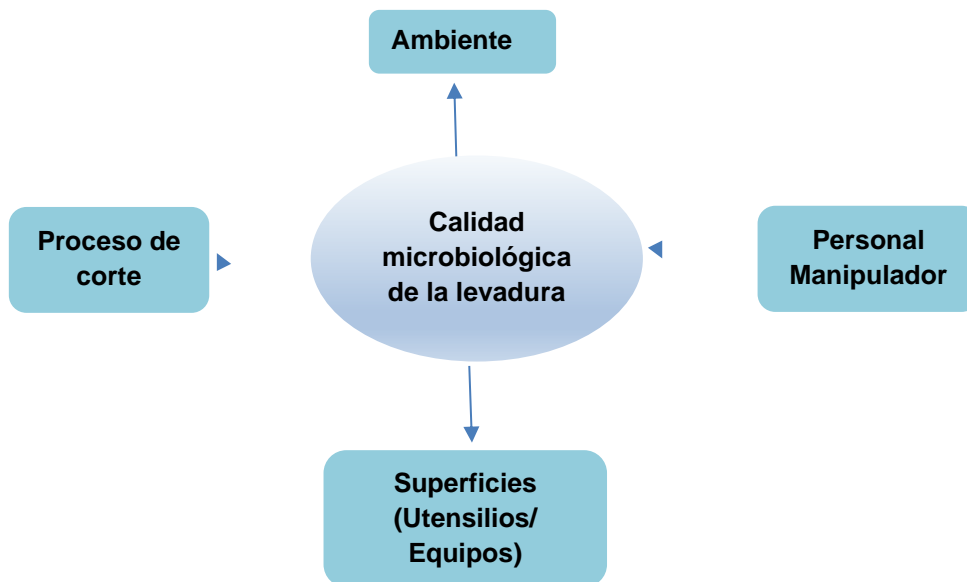 Ambiente
Proceso de
corte
Calidad
microbiológica
de la levadura
Personal
Manipulador
Superficies
(Utensilios/
Equipos)